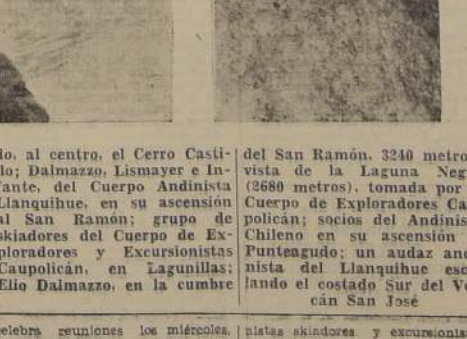 do, al centro, el Cerro Casti-
llo; Dalmazzo, Lismayer e In-
fante, del Cuerpo Andinista
Llanquihue, en su ascensión
al San Ramón; grupo de
skiadores del Cuerpo de Ex-
ploradores y Excursionistas
Caupolicán, en Lagunillas;
Elio Dalmazzo, en la cumbre
del San Ramón, 3240 metro
vista de la Laguna Neg
(2680 metros), tomada por
Cuerpo de Exploradores Ca
policán; socios del Andinis
Chileno en su ascensión
Punteagudo; un audaz and
nista del Llanquihue esc
lando el costado Sur del Vo
cán San José
celebra reuniones los miércoles,
pistas skiadores y excursionis